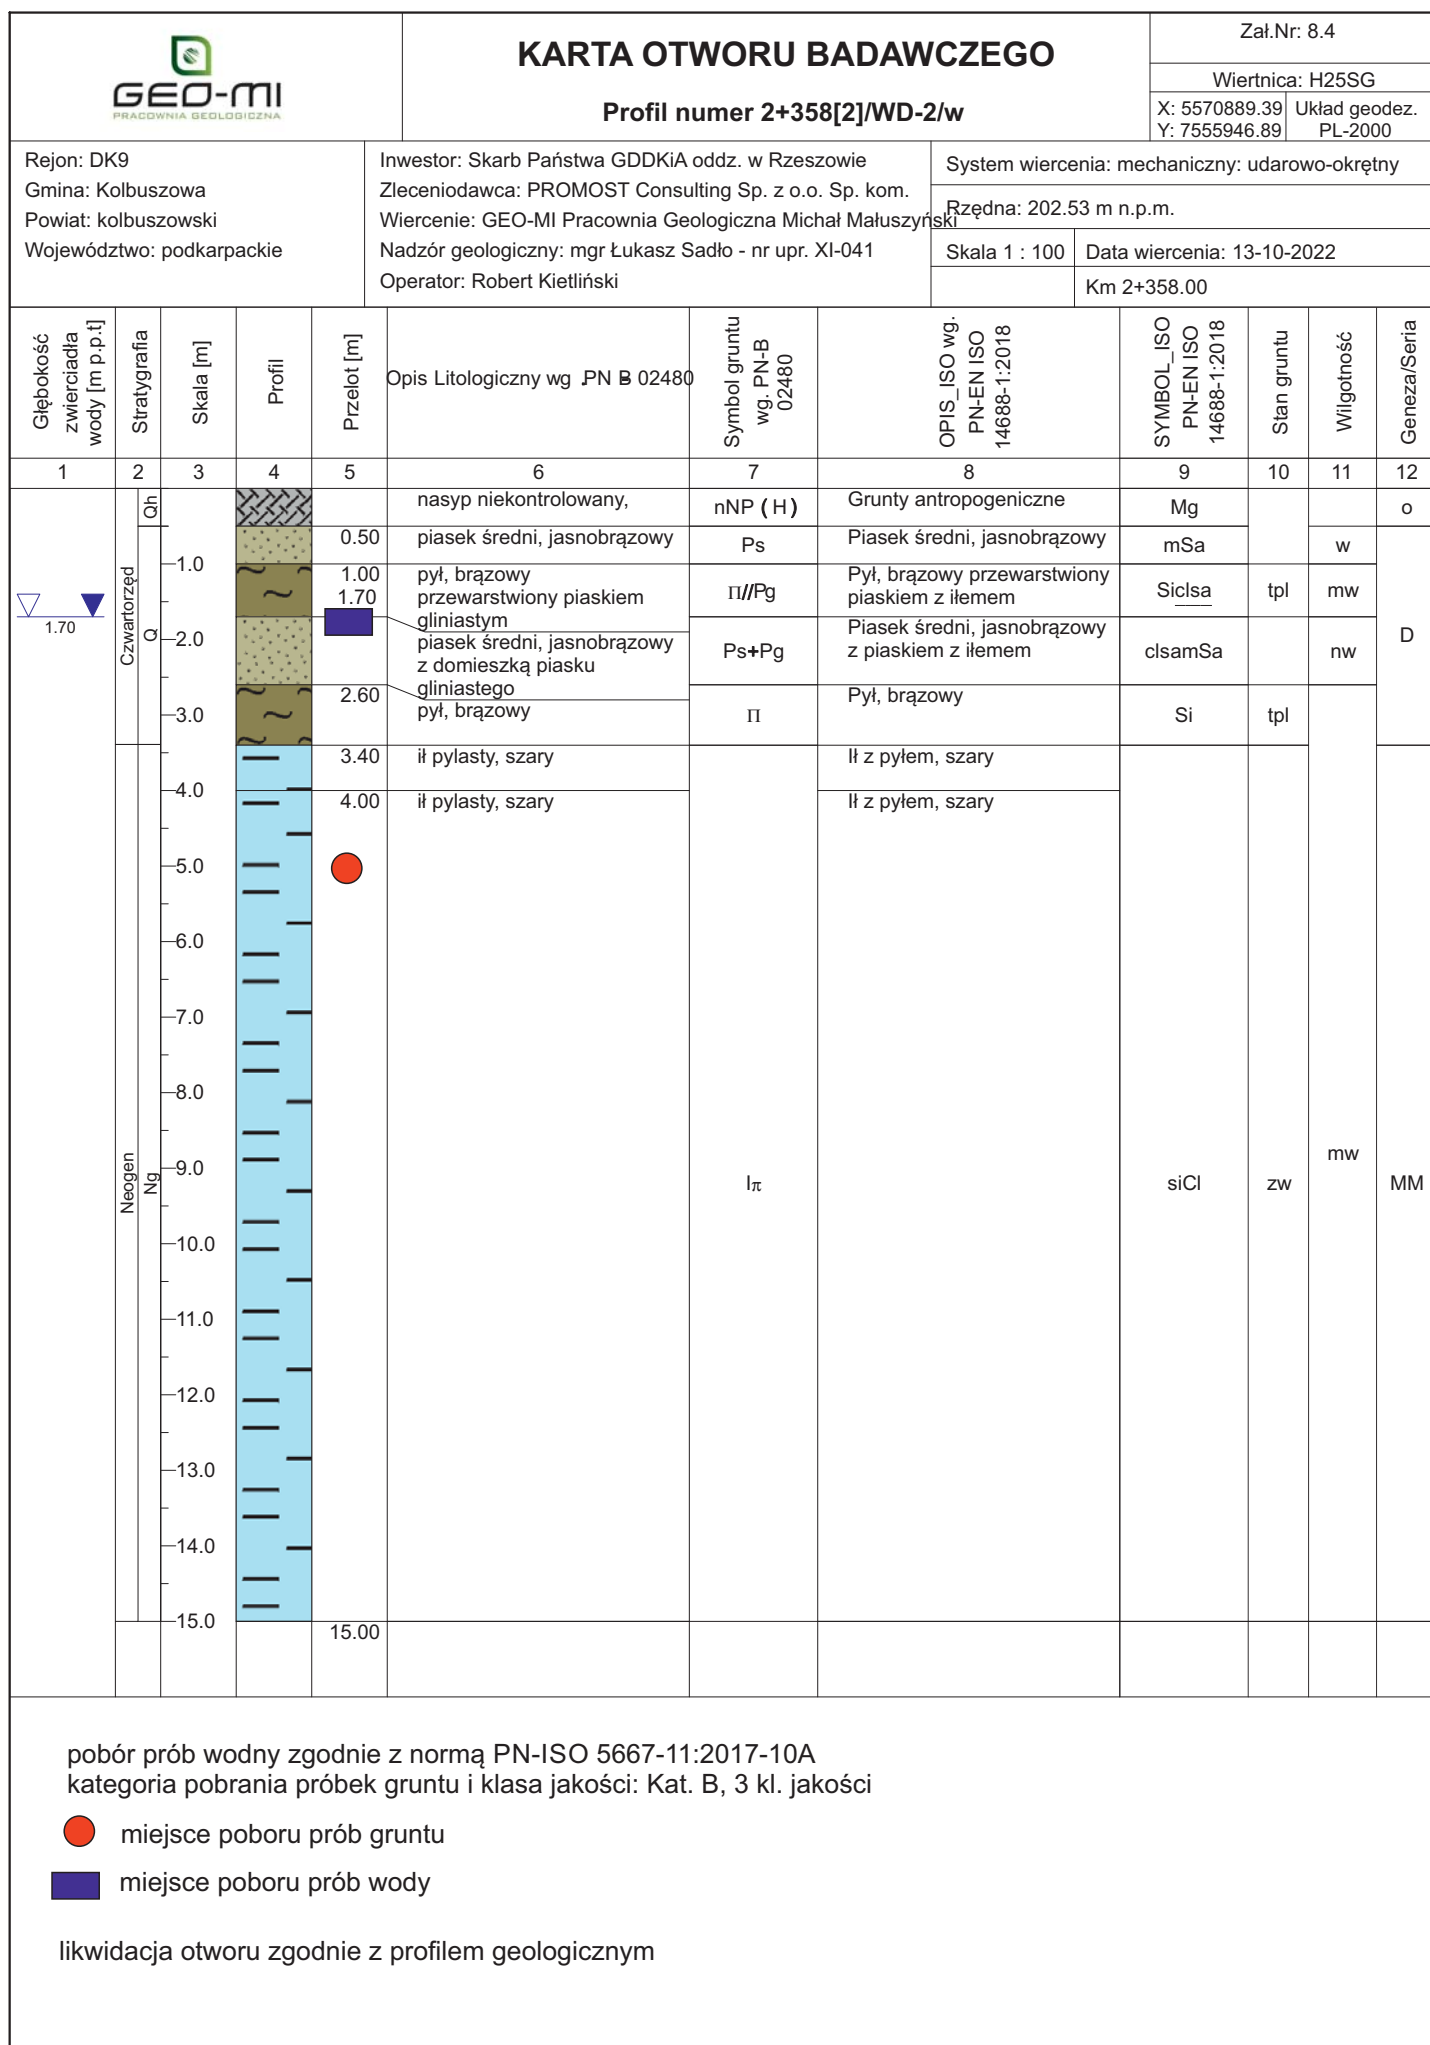 GEO-MI
PRACOWNIA GEOLOGICZNA
KARTA OTWORU BADAWCZEGO
Profil numer 2+358[2]/WD-2/w
Zał.Nr: 8.4
Wiertnica: H25SG
X: 5570889.39
Y: 7555946.89
Układ geodez.
PL-2000
Rejon: DK9
Gmina: Kolbuszowa
Powiat: kolbuszowski
Województwo: podkarpackie
Inwestor: Skarb Państwa GDDKiA oddz. w Rzeszowie
Zleceniodawca: PROMOST Consulting Sp. z o.o. Sp. kom.
Wiercenie: GEO-MI Pracownia Geologiczna Michał Małuszyński
Nadzór geologiczny: mgr Łukasz Sadło - nr upr. XI-041
Operator: Robert Kietliński
System wiercenia: mechaniczny: udarowo-okrętny
Rzędna: 202.53 m n.p.m.
Skala 1 : 100
Data wiercenia: 13-10-2022
Km 2+358.00
Głębokość
zwierciadła
wody [m p.p.t]
Stratygrafia
Skala [m]
Profil
Przelot [m]
Opis Litologiczny wg .PN B 02480
Symbol gruntu
wg. PN-B
02480
OPIS_ISO wg.
PN-EN ISO
14688-1:2018
SYMBOL_ISO
PN-EN ISO
14688-1:2018
Stan gruntu
Wilgotność
Geneza/Seria
1 2 3 4 5 6 7 8 9 10 11 12
Qh
nasyp niekontrolowany,
nNP (H)
Grunty antropogeniczne
Mg
o
0.50
piasek średni, jasnobrązowy
Ps
Piasek średni, jasnobrązowy
mSa
w
1.0
1.00
pył, brązowy
przewarstwiony piaskiem
gliniastym
Π//Pg
Pył, brązowy przewarstwiony
piaskiem z iłemem
Siclsa
tpl
mw
1.70
1.70
Czwartorzęd
Q
2.0
piasek średni, jasnobrązowy
z domieszką piasku
gliniastego
Ps+Pg
Piasek średni, jasnobrązowy
z piaskiem z iłemem
clsamSa
nw
D
2.60
pył, brązowy
Π
Pył, brązowy
Si
tpl
3.0
3.40
ił pylasty, szary
Ił z pyłem, szary
4.0
4.00
ił pylasty, szary
Ił z pyłem, szary
5.0
6.0
7.0
8.0
9.0
Neogen
Ng
Iπ
siCl
zw
mw
MM
10.0
11.0
12.0
13.0
14.0
15.0
15.00
pobór prób wodny zgodnie z normą PN-ISO 5667-11:2017-10A
kategoria pobrania próbek gruntu i klasa jakości: Kat. B, 3 kl. jakości
miejsce poboru prób gruntu
miejsce poboru prób wody
likwidacja otworu zgodnie z profilem geologicznym